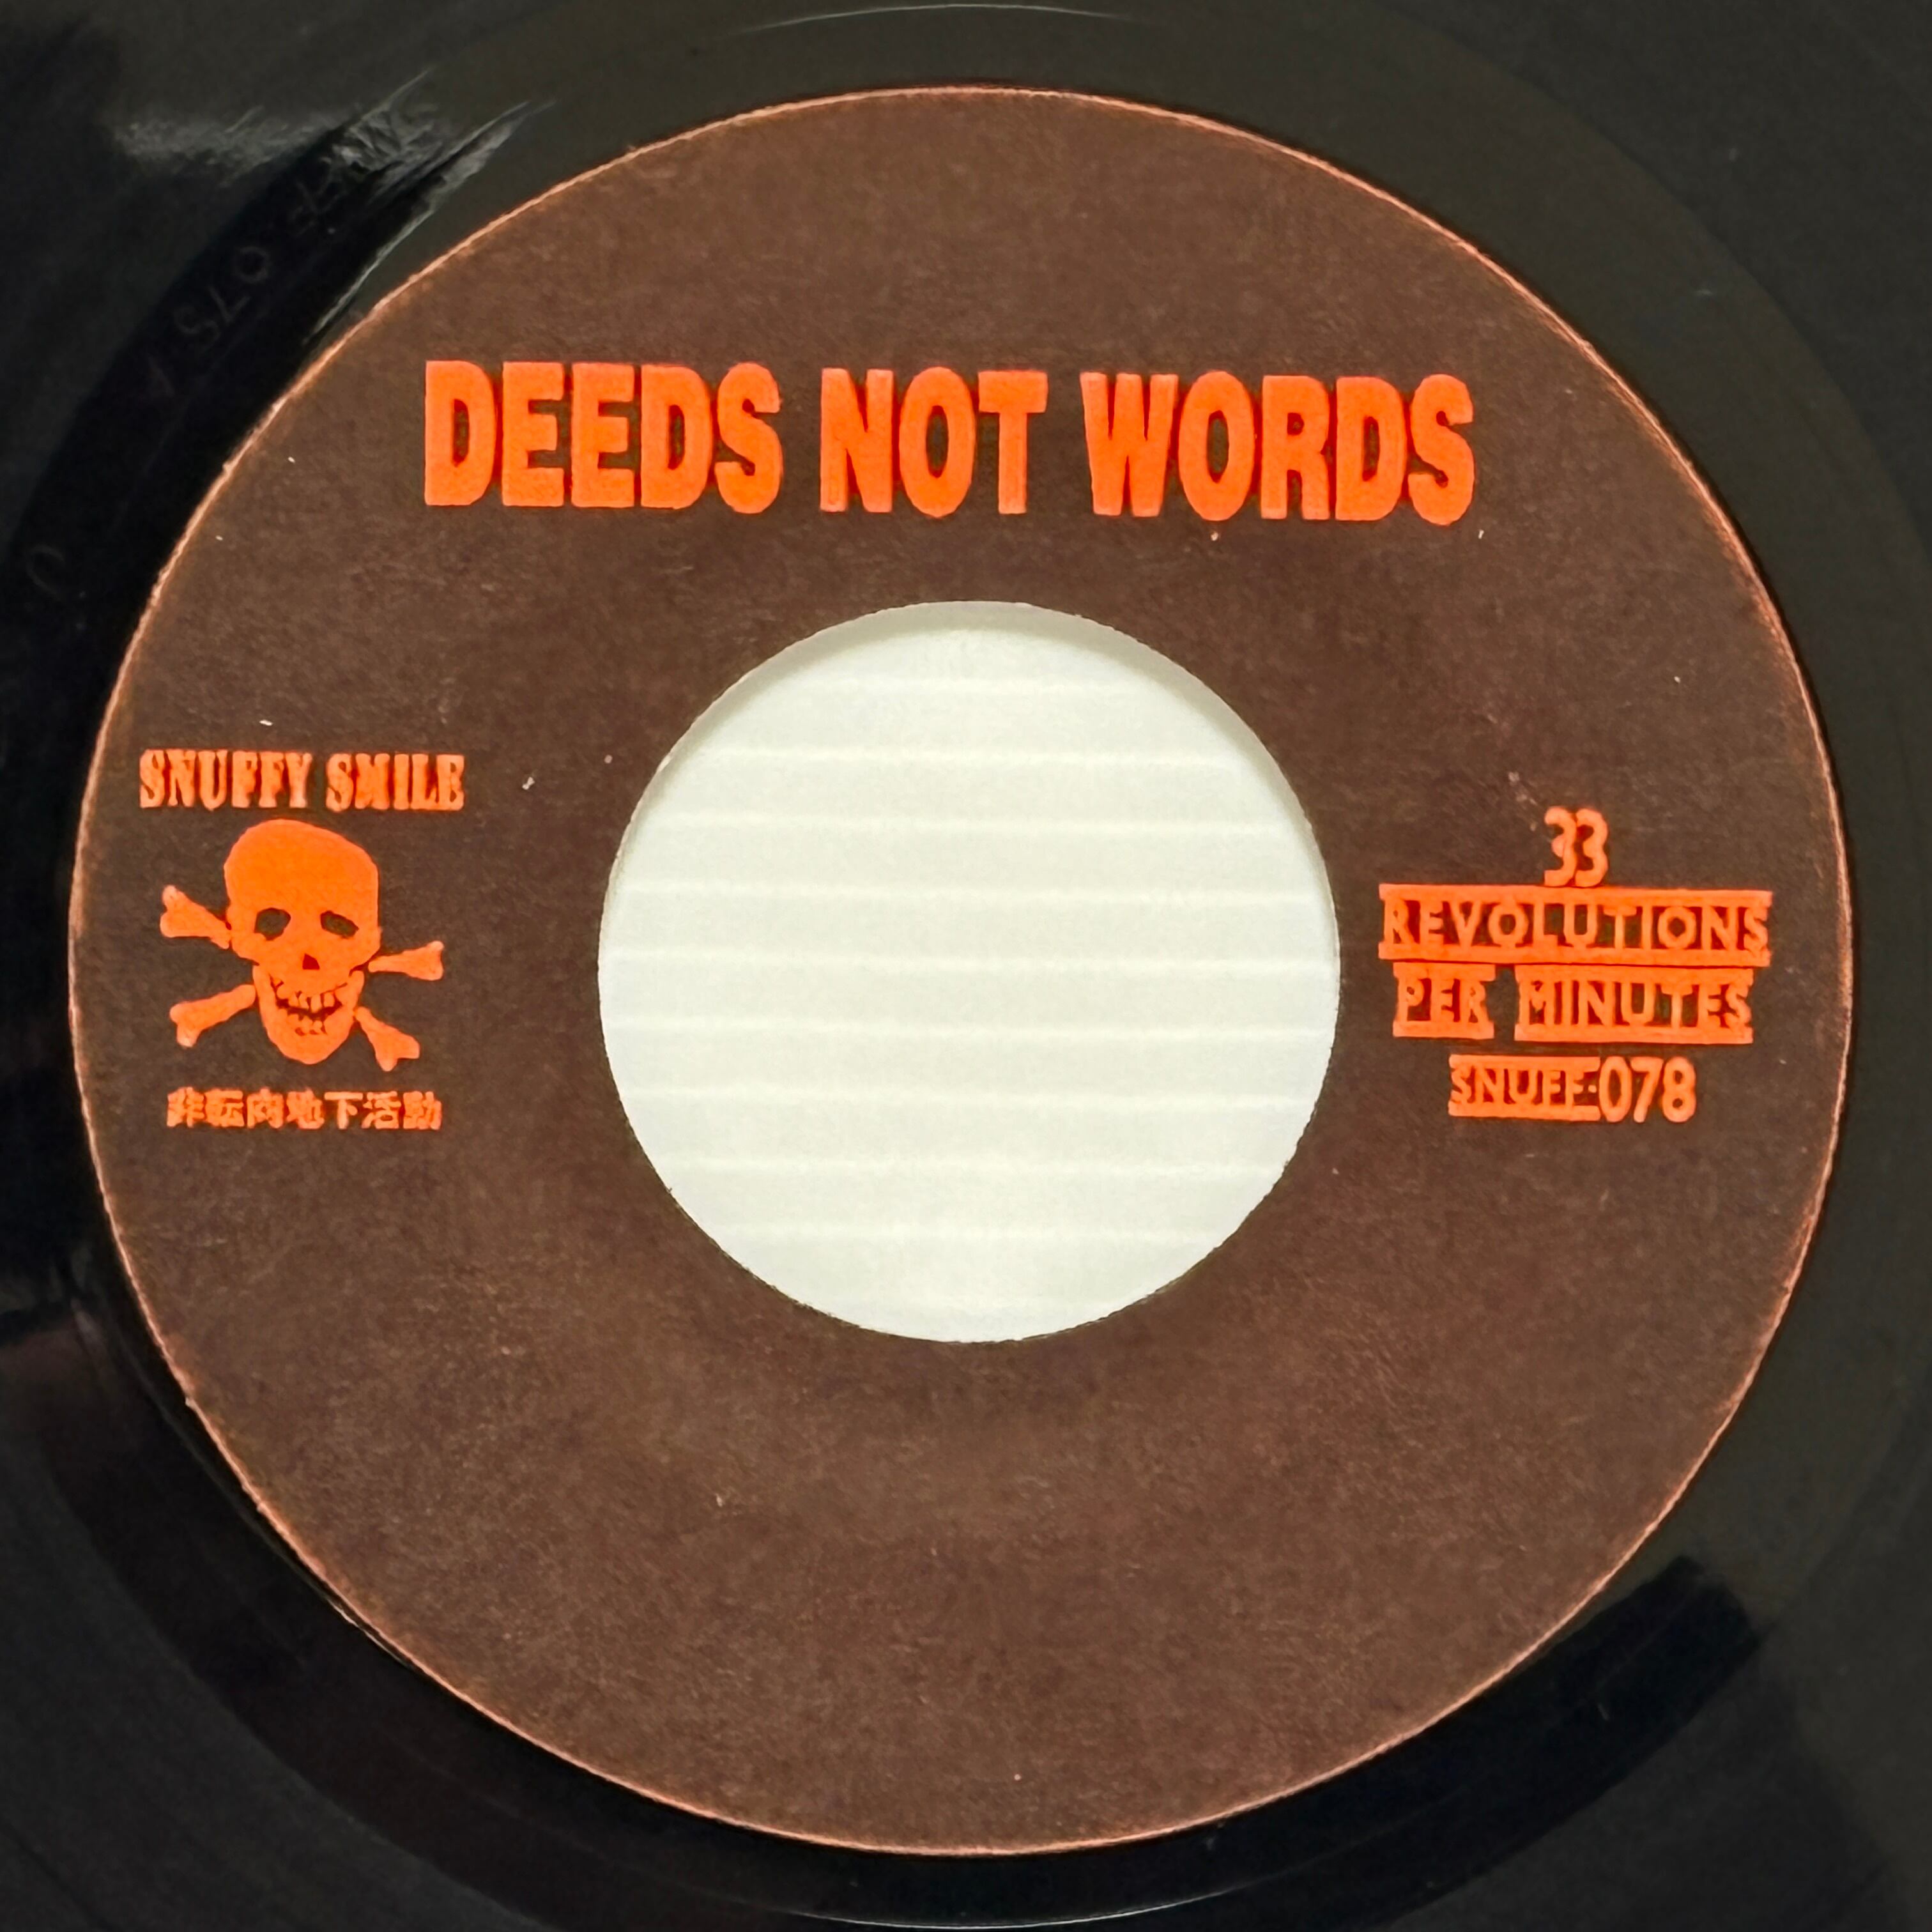 DEEDS NOT WORDS
SNUFFY SMILE
非転向地下活動
33
REVOLUTIONS
PER MINUTES
SNUFF-078